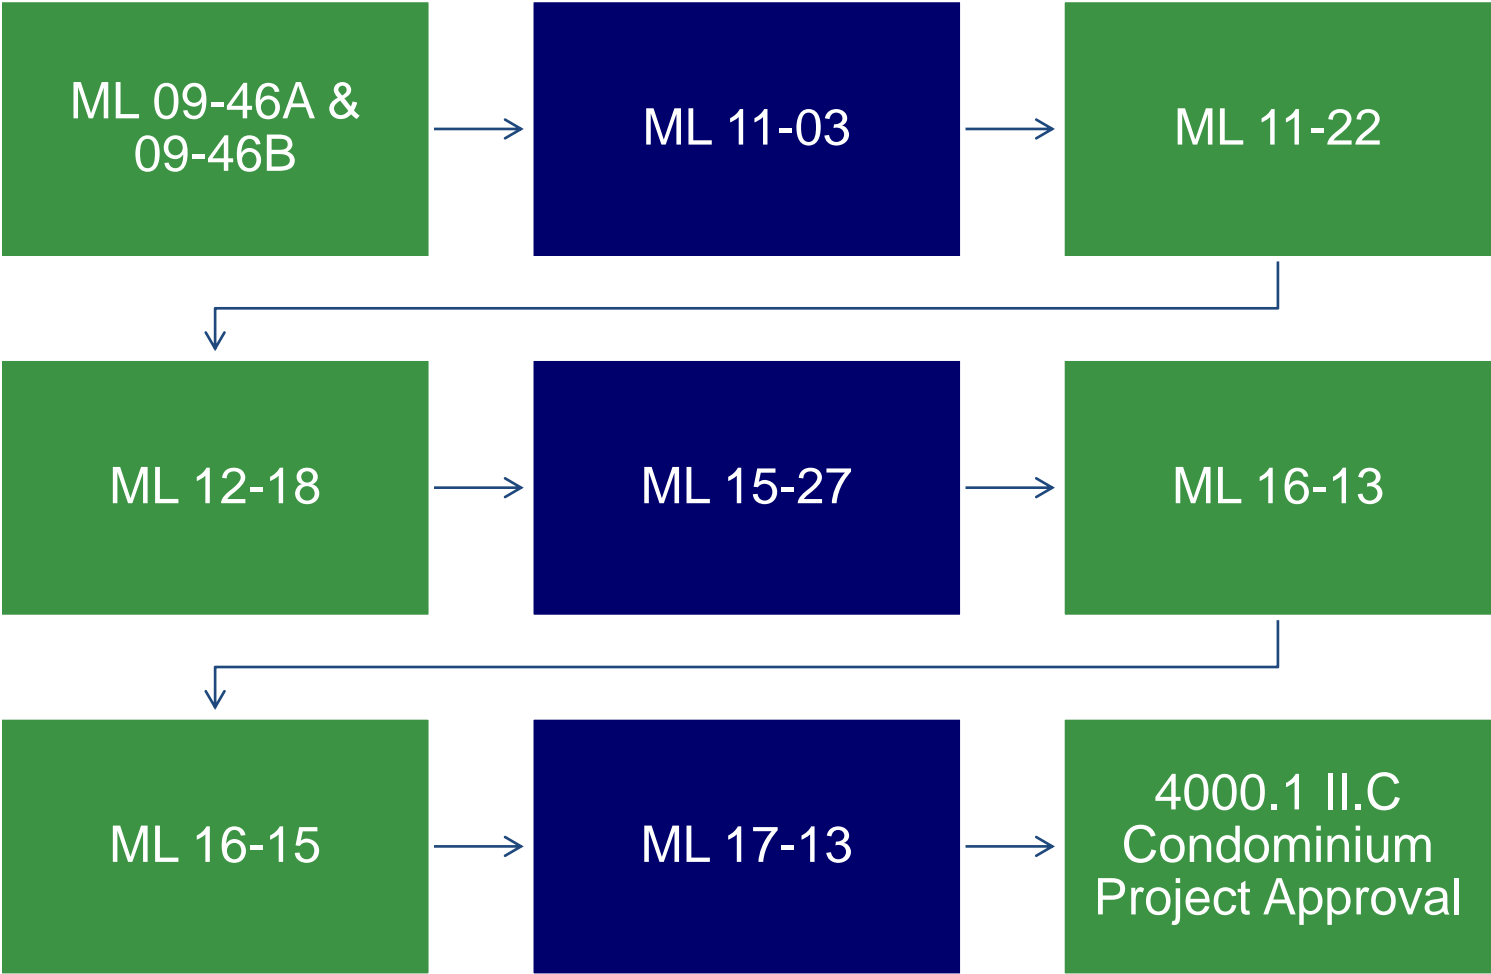 ML 09-46A &
09-46B
ML 11-03
ML 11-22
ML 12-18
ML 15-27
ML 16-13
ML 16-15
ML 17-13
4000.1 II.C
Condominium
Project Approval